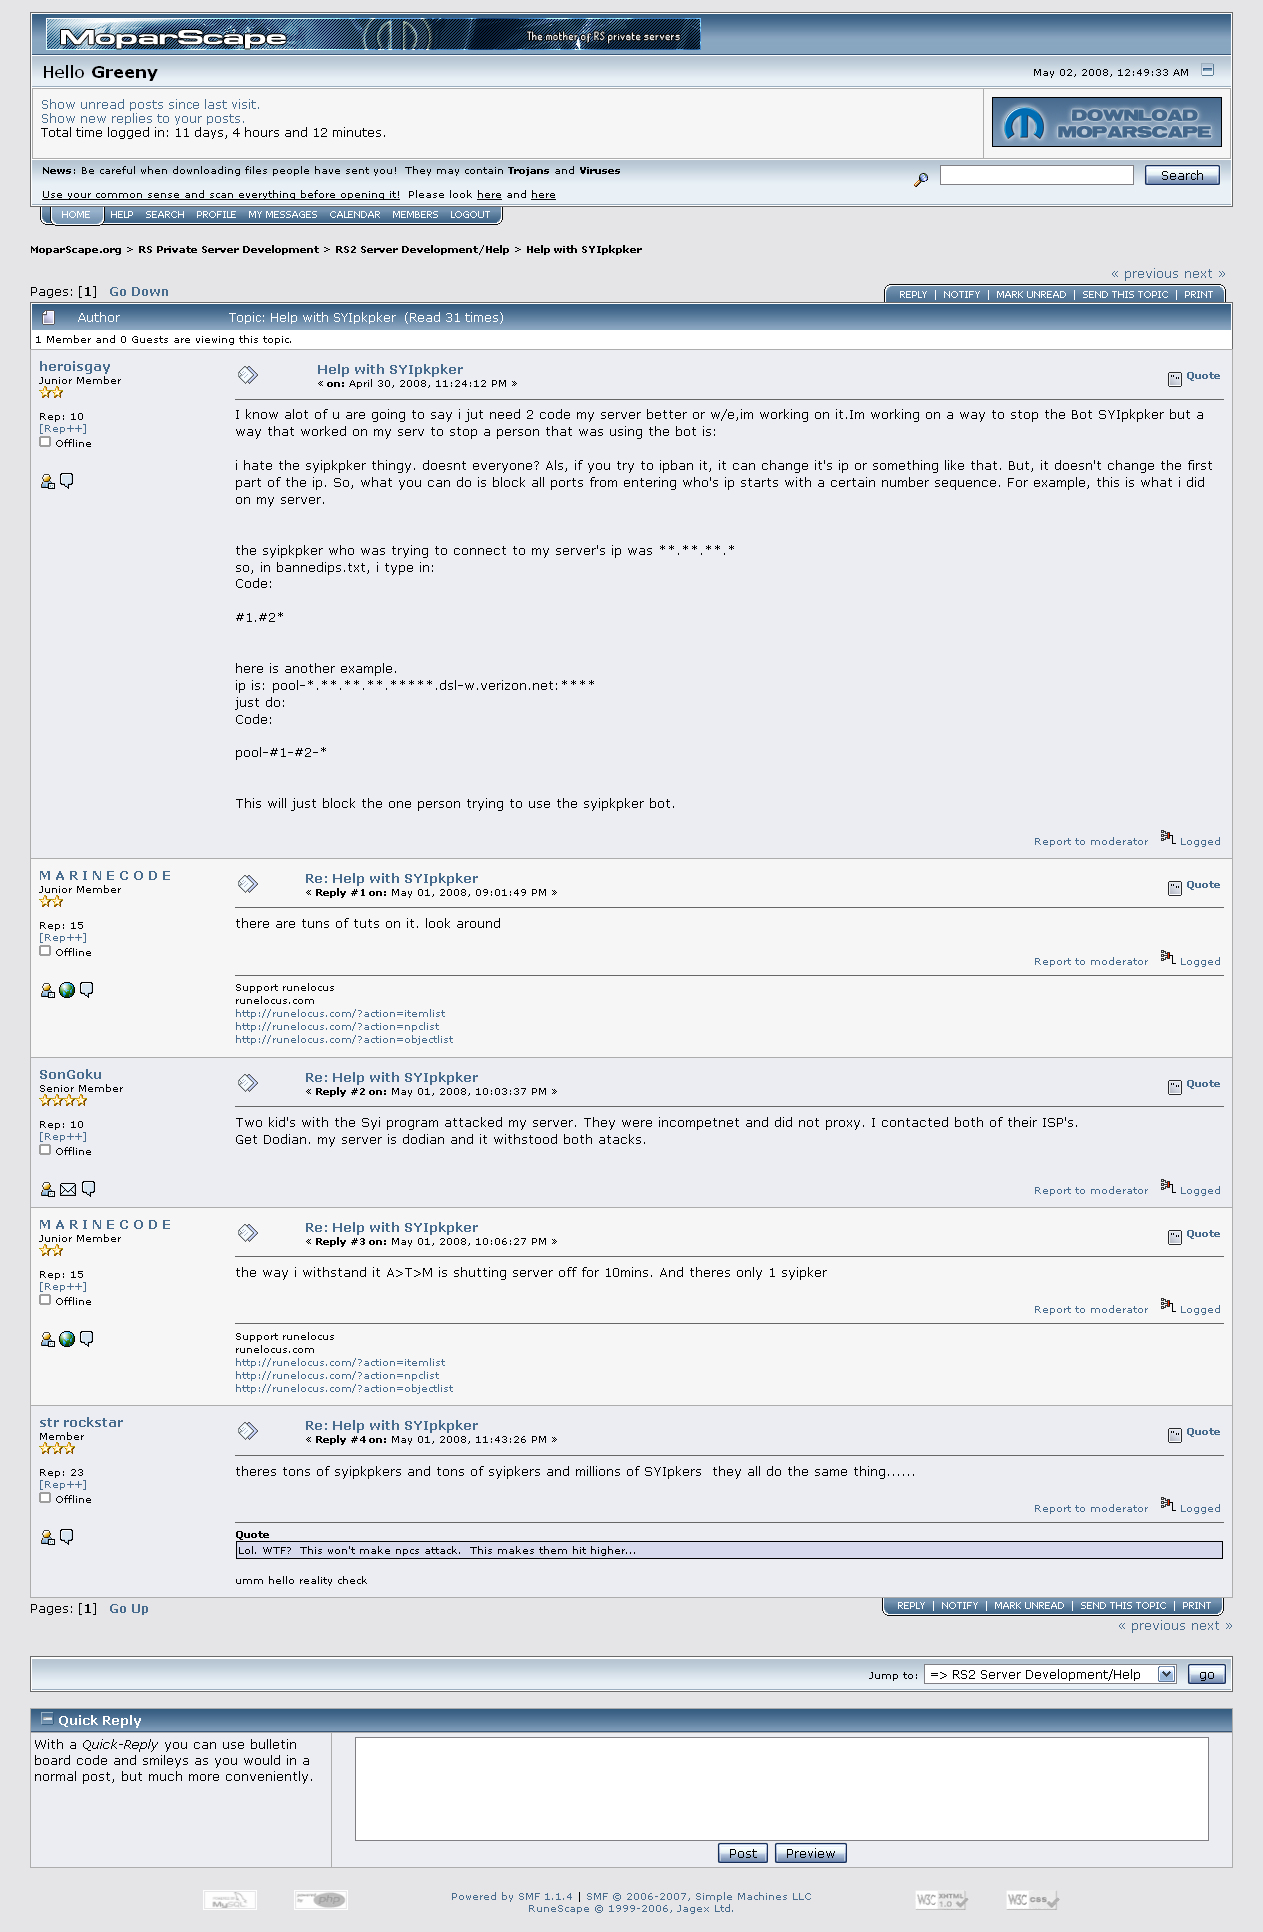 MoparScape
The mother of RS private servers
Hello Greeny
May 02, 2008, 12:49:33 AM
Show unread posts since last visit.
Show new replies to your posts.
Total time logged in: 11 days, 4 hours and 12 minutes.
DOWNLOAD
MOPARSCAPE
News: Be careful when downloading files people have sent you!  They may contain Trojans and Viruses
Search
Use your common sense and scan everything before opening it!  Please look here and here
HOME HELP SEARCH PROFILE MY MESSAGES CALENDAR MEMBERS LOGOUT
MoparScape.org > RS Private Server Development > RS2 Server Development/Help > Help with SYIpkpker
« previous next »
Pages: [1]   Go Down
REPLY | NOTIFY | MARK UNREAD | SEND THIS TOPIC | PRINT
Author Topic: Help with SYIpkpker  (Read 31 times)
1 Member and 0 Guests are viewing this topic.
heroisgay
Junior Member
Rep: 10
[Rep++]
Offline
Help with SYIpkpker
« on: April 30, 2008, 11:24:12 PM »
Quote
I know alot of u are going to say i jut need 2 code my server better or w/e,im working on it.Im working on a way to stop the Bot SYIpkpker but a
way that worked on my serv to stop a person that was using the bot is:
i hate the syipkpker thingy. doesnt everyone? Als, if you try to ipban it, it can change it's ip or something like that. But, it doesn't change the first
part of the ip. So, what you can do is block all ports from entering who's ip starts with a certain number sequence. For example, this is what i did
on my server.
the syipkpker who was trying to connect to my server's ip was **.**.**.*
so, in bannedips.txt, i type in:
Code:
#1.#2*
here is another example.
ip is: pool-*.**.**.**.*****.dsl-w.verizon.net:****
just do:
Code:
pool-#1-#2-*
This will just block the one person trying to use the syipkpker bot.
Report to moderator Logged
M A R I N E C O D E
Junior Member
Rep: 15
[Rep++]
Offline
Re: Help with SYIpkpker
« Reply #1 on: May 01, 2008, 09:01:49 PM »
Quote
there are tuns of tuts on it. look around
Report to moderator Logged
Support runelocus
runelocus.com
http://runelocus.com/?action=itemlist
http://runelocus.com/?action=npclist
http://runelocus.com/?action=objectlist
SonGoku
Senior Member
Rep: 10
[Rep++]
Offline
Re: Help with SYIpkpker
« Reply #2 on: May 01, 2008, 10:03:37 PM »
Quote
Two kid's with the Syi program attacked my server. They were incompetnet and did not proxy. I contacted both of their ISP's.
Get Dodian. my server is dodian and it withstood both atacks.
Report to moderator Logged
M A R I N E C O D E
Junior Member
Rep: 15
[Rep++]
Offline
Re: Help with SYIpkpker
« Reply #3 on: May 01, 2008, 10:06:27 PM »
Quote
the way i withstand it A>T>M is shutting server off for 10mins. And theres only 1 syipker
Report to moderator Logged
Support runelocus
runelocus.com
http://runelocus.com/?action=itemlist
http://runelocus.com/?action=npclist
http://runelocus.com/?action=objectlist
str rockstar
Member
Rep: 23
[Rep++]
Offline
Re: Help with SYIpkpker
« Reply #4 on: May 01, 2008, 11:43:26 PM »
Quote
theres tons of syipkpkers and tons of syipkers and millions of SYIpkers  they all do the same thing......
Report to moderator Logged
Quote
Lol. WTF?  This won't make npcs attack.  This makes them hit higher...
umm hello reality check
Pages: [1]   Go Up
REPLY | NOTIFY | MARK UNREAD | SEND THIS TOPIC | PRINT
« previous next »
Jump to: => RS2 Server Development/Help go
Quick Reply
With a Quick-Reply you can use bulletin
board code and smileys as you would in a
normal post, but much more conveniently.
Post Preview
MySQL
php
Powered by SMF 1.1.4 | SMF © 2006-2007, Simple Machines LLC
RuneScape © 1999-2006, Jagex Ltd.
W3C XHTML 1.0
W3C css